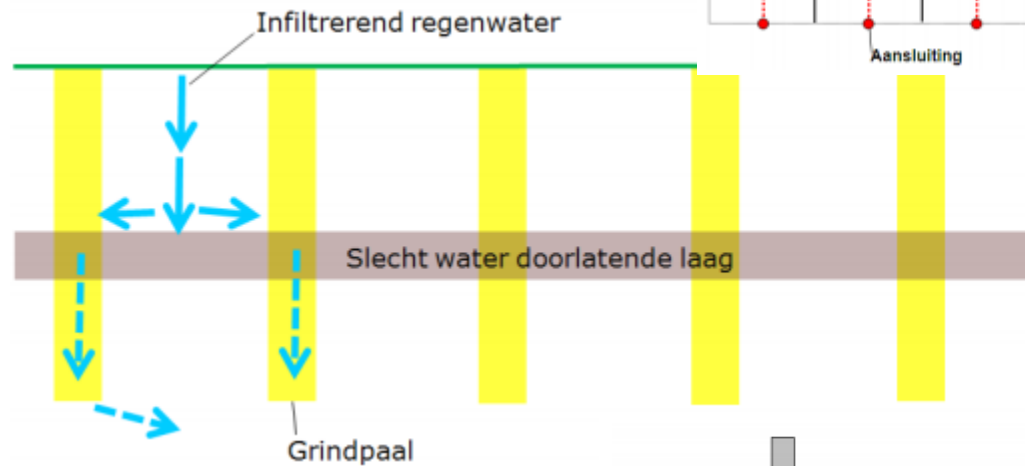 Infiltrerend regenwater
Aansluiting
Slecht water doorlatende laag
Grindpaal